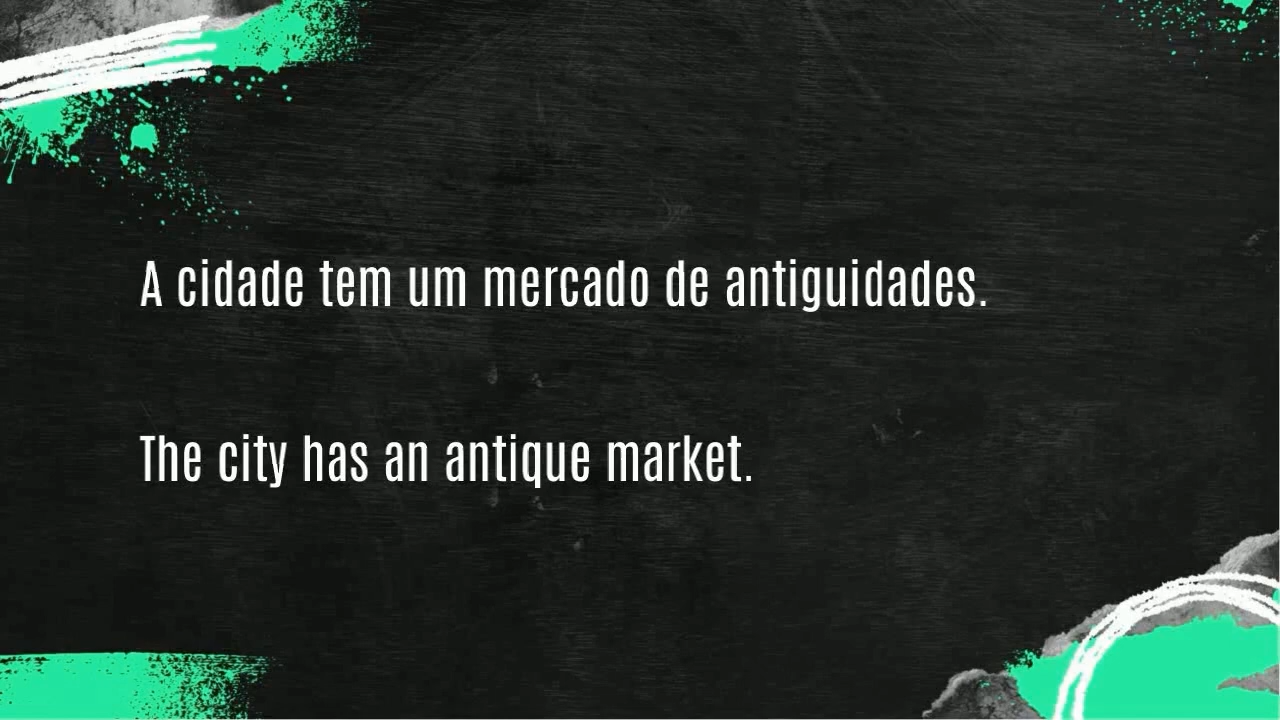 A cidade tem um mercado de antiguidades.
The city has an antique market.